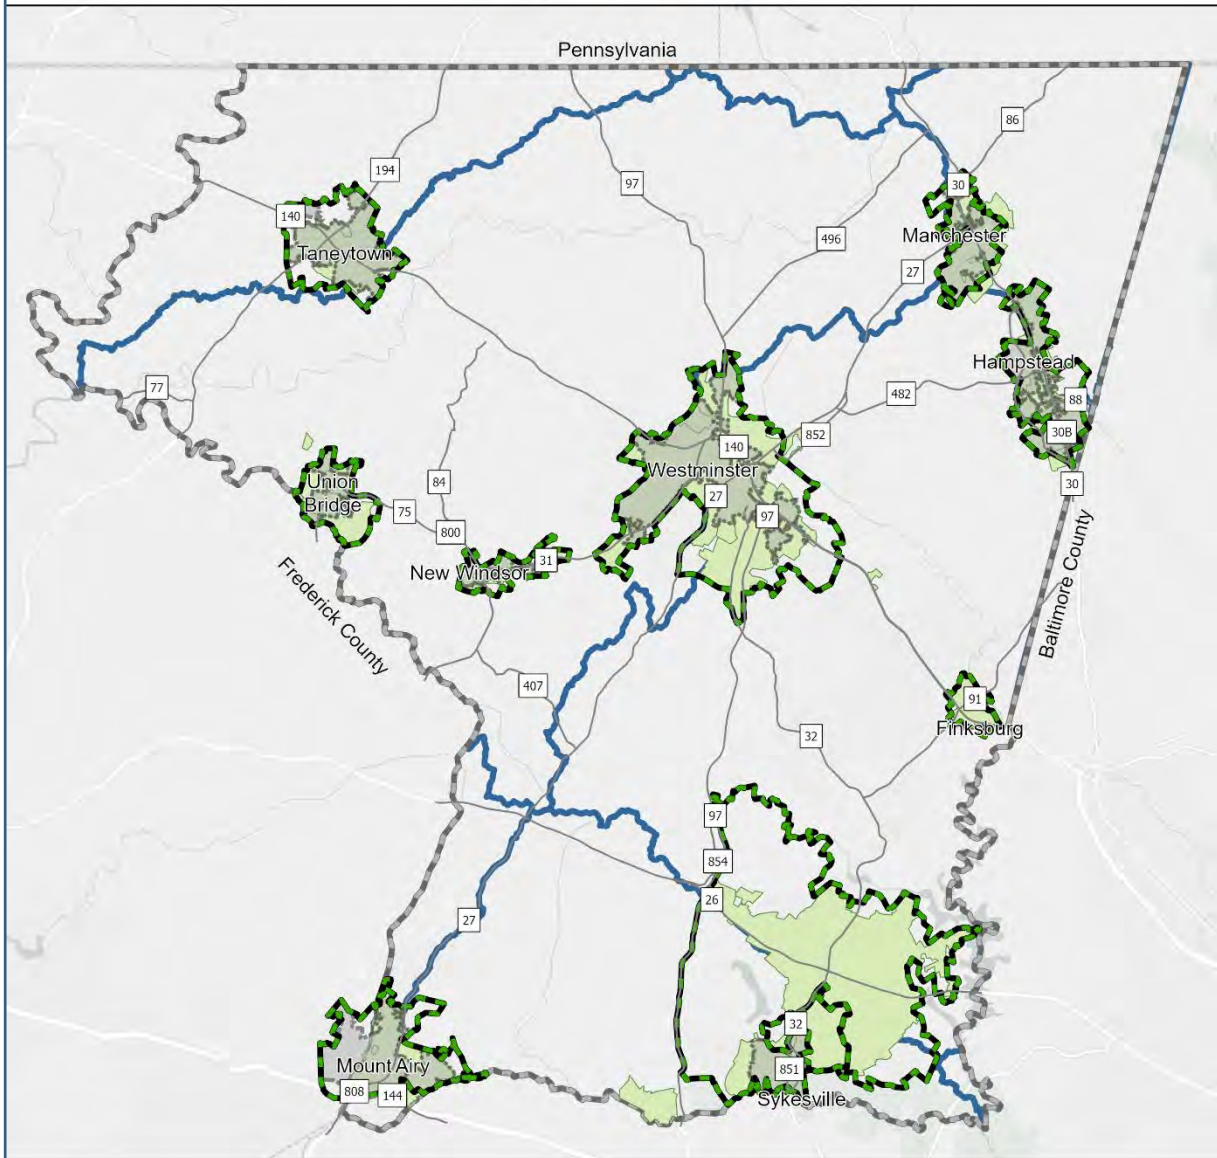 Pennsylvania
86
194
97
30
140
Manchester
496
Taneytown
27
Hampstead
77
482
88
852
30B
140
Westminster
Union
Bridge
84
27
30
75
97
800
31
New Windsor
Frederick County
Baltimore County
407
91
Finksburg
32
97
854
26
27
32
Mount Airy
851
808
144
Sykesville